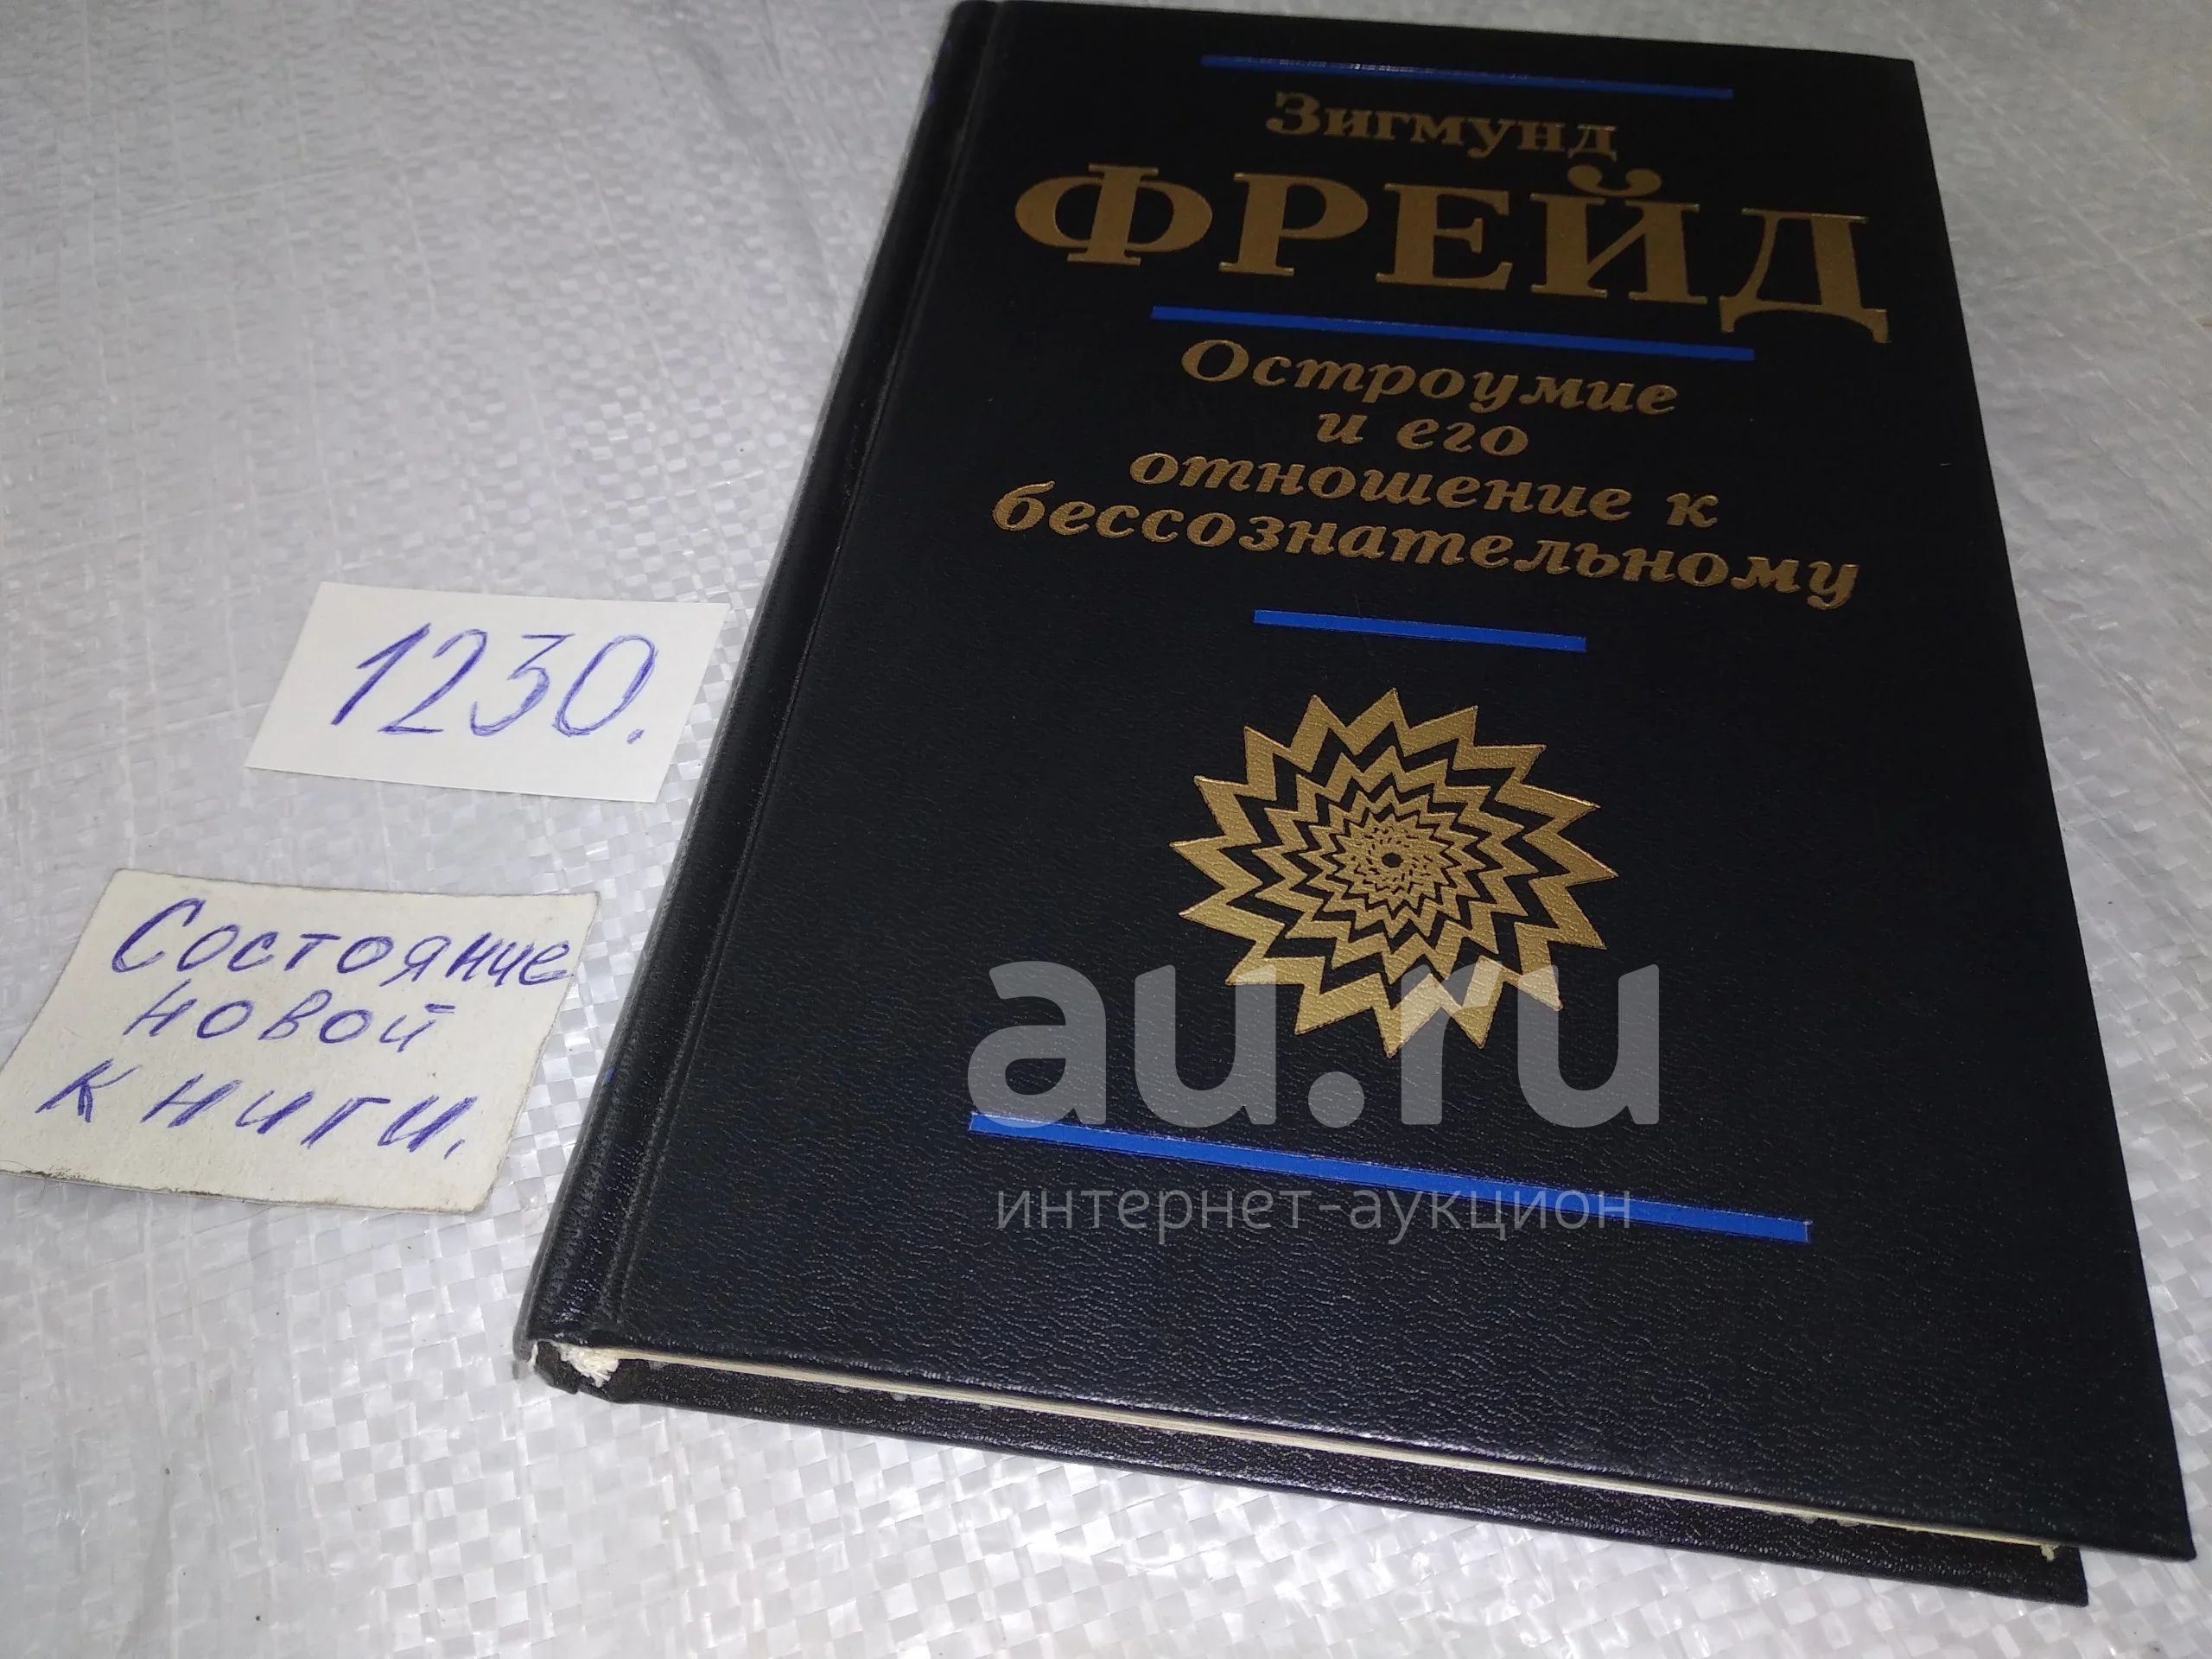 Зигмунд
ФРЕЙД
Остроумие
и его
отношение к
бессознательному
1230.
Состояние
новой
книги.
au.ru
интернет-аукцион